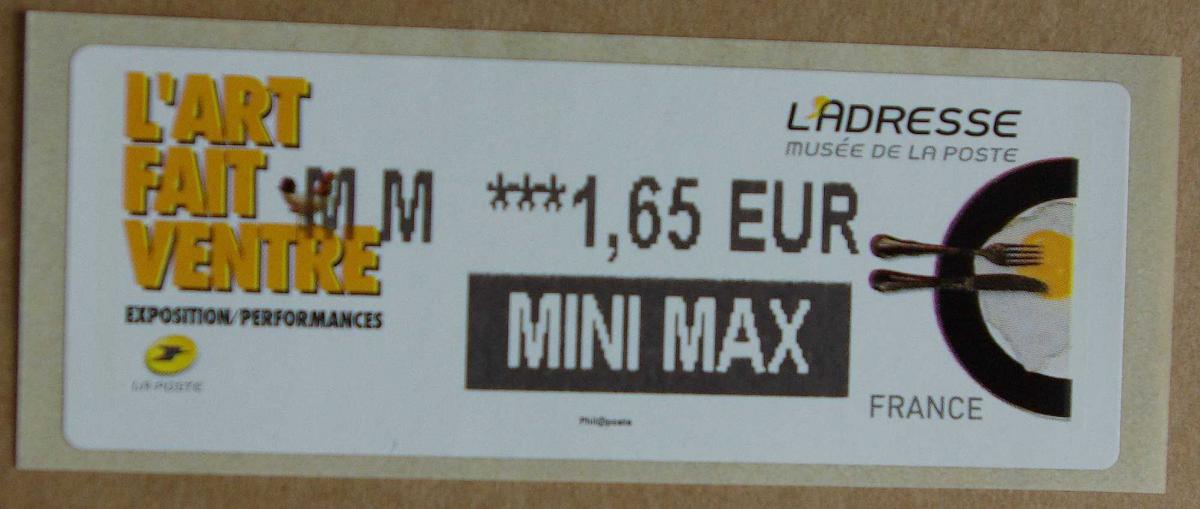 L'ART
FAIT
VENTRE
EXPOSITION/PERFORMANCES
LA POSTE
MM
***1,65 EUR
MINI MAX
Phil@poste
L'ADRESSE
MUSÉE DE LA POSTE
FRANCE